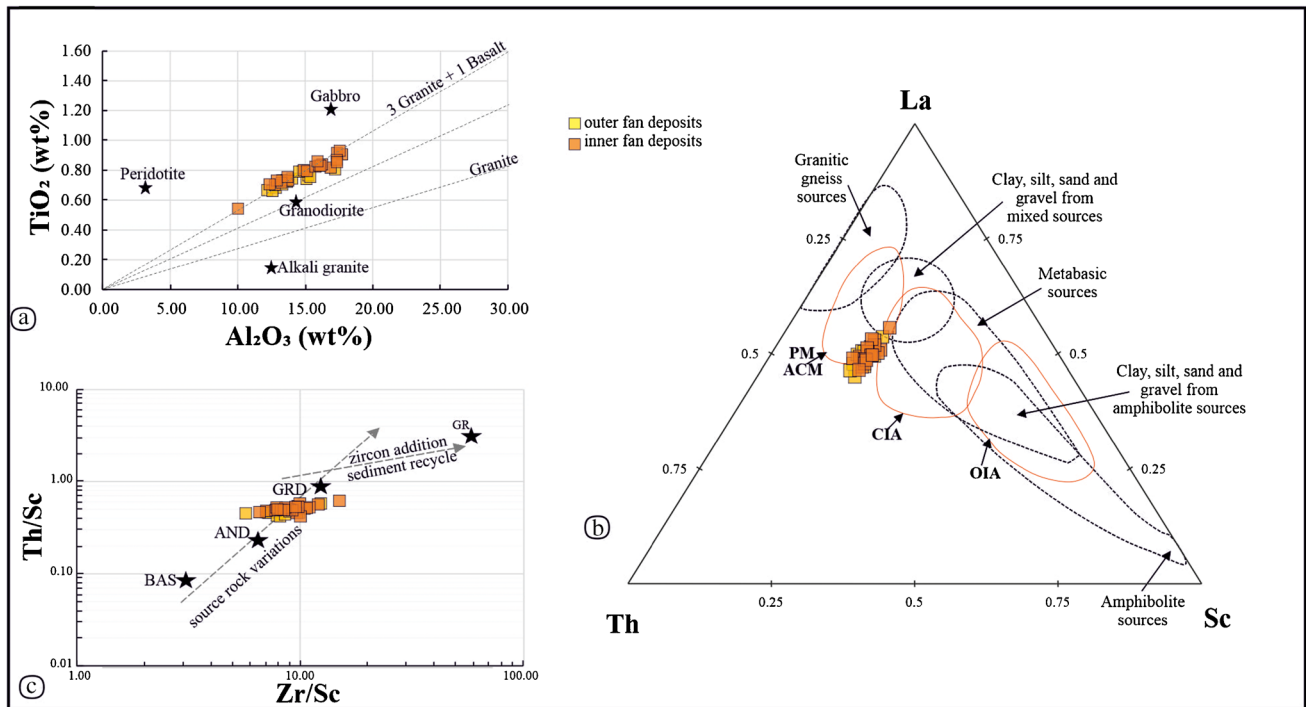 1.60
1.40
1.20
1.00
0.80
0.60
0.40
0.20
0.00
TiO₂ (wt%)
Peridotite
Gabbro
3 Granite + 1 Basalt
Granite
Granodiorite
Alkali granite
0.00
5.00
10.00
15.00
20.00
25.00
30.00
Al₂O₃ (wt%)
a
10.00
1.00
0.10
0.01
Th/Sc
GR
zircon addition
sediment recycle
GRD
AND
BAS
source rock variations
1.00
10.00
100.00
Zr/Sc
c
outer fan deposits
inner fan deposits
La
Granitic
gneiss
sources
Clay, silt, sand and
gravel from
mixed sources
0.25
0.75
Metabasic
sources
0.5
0.5
PM
ACM
Clay, silt, sand and
gravel from
amphibolite sources
CIA
OIA
0.75
0.25
b
Amphibolite
sources
0.25
0.5
0.75
Th
Sc